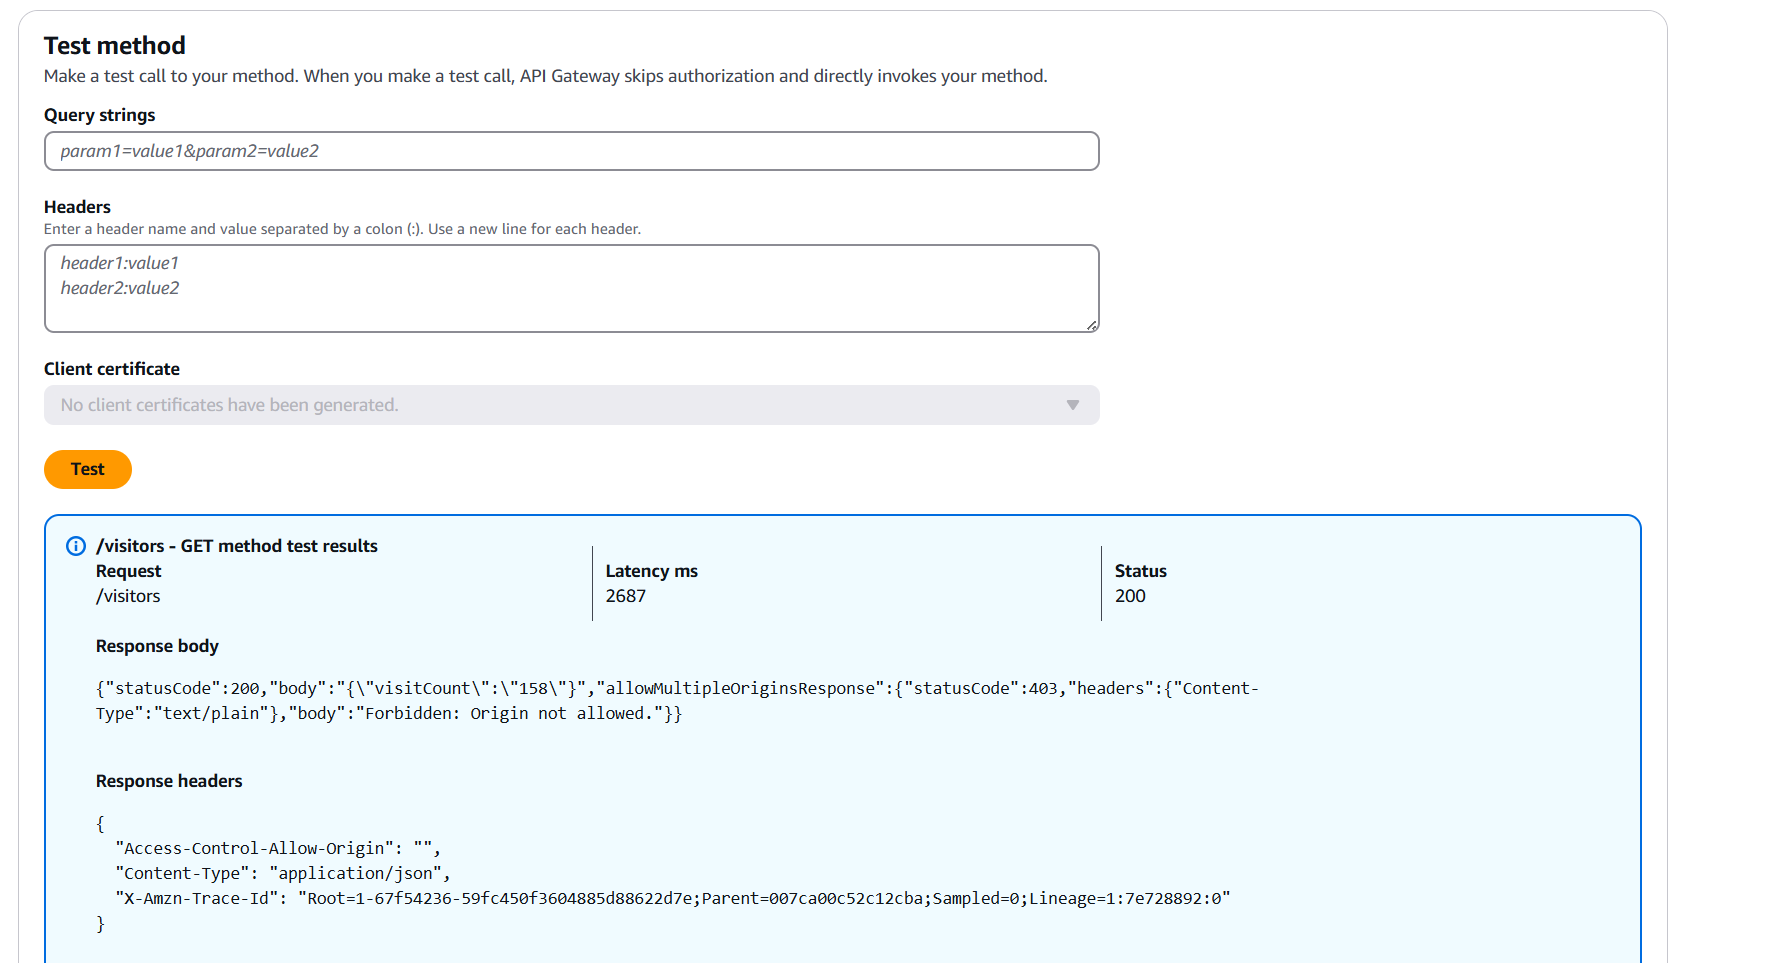 Test method
Make a test call to your method. When you make a test call, API Gateway skips authorization and directly invokes your method.
Query strings
param1=value1&param2=value2
Headers
Enter a header name and value separated by a colon (:). Use a new line for each header.
header1:value1
header2:value2
Client certificate
No client certificates have been generated.
Test
/visitors - GET method test results
Request
/visitors
Latency ms
2687
Status
200
Response body
{"statusCode":200,"body":"{\"visitCount\":\"158\"}","allowMultipleOriginsResponse":{"statusCode":403,"headers":{"Content-
Type":"text/plain"},"body":"Forbidden: Origin not allowed."}}
Response headers
{
  "Access-Control-Allow-Origin": "",
  "Content-Type": "application/json",
  "X-Amzn-Trace-Id": "Root=1-67f54236-59fc450f3604885d88622d7e;Parent=007ca00c52c12cba;Sampled=0;Lineage=1:7e728892:0"
}